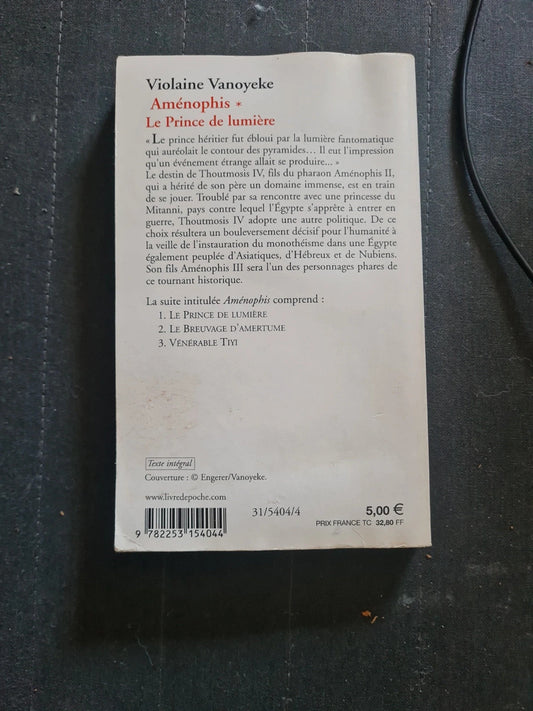 Violaine Vanoyeke
Aménophis *
Le Prince de lumière
« Le prince héritier fut ébloui par la lumière fantomatique
qui auréolait le contour des pyramides… Il eut l'impression
qu'un événement étrange allait se produire... »
Le destin de Thoutmosis IV, fils du pharaon Aménophis II,
qui a hérité de son père un domaine immense, est en train
de se jouer. Troublé par sa rencontre avec une princesse du
Mitanni, pays contre lequel l'Égypte s'apprête à entrer en
guerre, Thoutmosis IV adopte une autre politique. De ce
choix résultera un bouleversement décisif pour l'humanité à
la veille de l'instauration du monothéisme dans une Égypte
également peuplée d'Asiatiques, d'Hébreux et de Nubiens.
Son fils Aménophis III sera l'un des personnages phares de
ce tournant historique.
La suite intitulée Aménophis comprend :
1. LE PRINCE DE LUMIÈRE
2. LE BREUVAGE D'AMERTUME
3. VÉNÉRABLE TIYI
Texte intégral
Couverture : © Engerer/Vanoyeke.
www.livredepoche.com
31/5404/4
5,00 €
PRIX FRANCE TC 32,80 FF
9 782253 154044